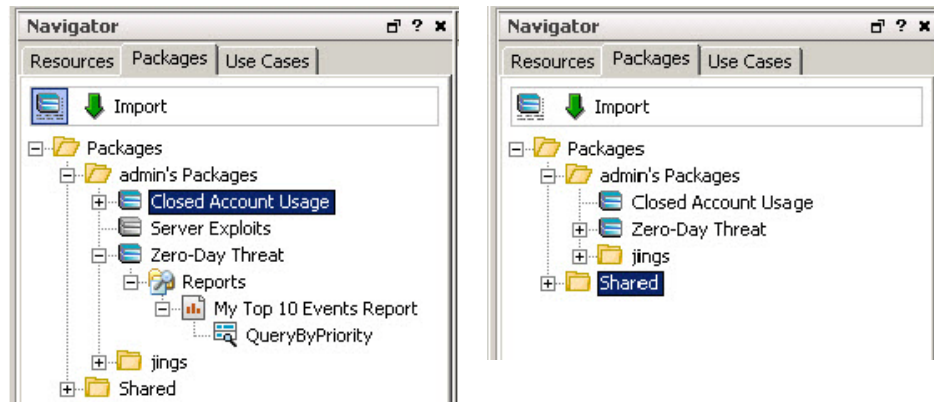 Navigator
Resources Packages Use Cases
Import
Packages
admin's Packages
Closed Account Usage
Server Exploits
Zero-Day Threat
Reports
My Top 10 Events Report
QueryByPriority
jings
Shared
Navigator
Resources Packages Use Cases
Import
Packages
admin's Packages
Closed Account Usage
Zero-Day Threat
jings
Shared